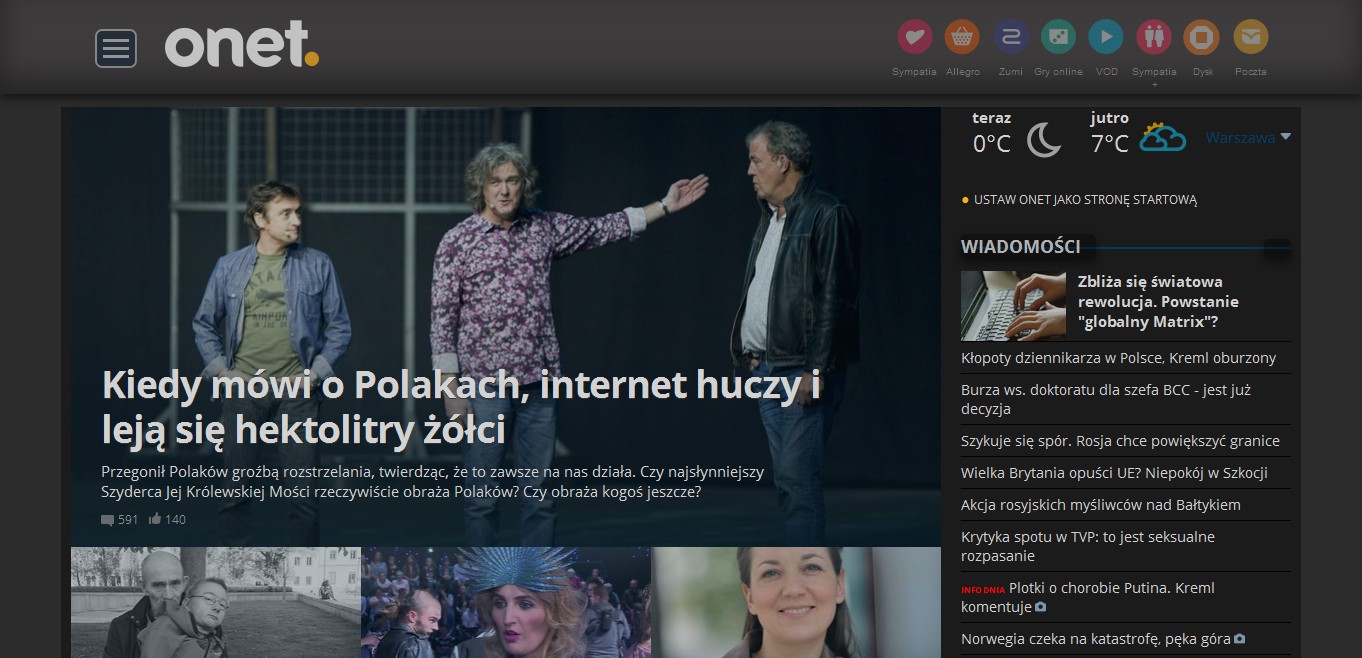 onet.
Sympatia
Allegro
Zumi
Gry online
VOD
Sympatia
+
Dysk
Poczta
teraz
0°C
jutro
7°C
Warszawa
USTAW ONET JAKO STRONĘ STARTOWĄ
WIADOMOŚCI
Zbliża się światowa
rewolucja. Powstanie
"globalny Matrix"?
Kłopoty dziennikarza w Polsce, Kreml oburzony
Burza ws. doktoratu dla szefa BCC - jest już
decyzja
Szykuje się spór. Rosja chce powiększyć granice
Wielka Brytania opuści UE? Niepokój w Szkocji
Akcja rosyjskich myśliwców nad Bałtykiem
Krytyka spotu w TVP: to jest seksualne
rozpasanie
INFO DNIA Plotki o chorobie Putina. Kreml
komentuje
Norwegia czeka na katastrofę, pęka góra
Kiedy mówi o Polakach, internet huczy i
leją się hektolitry żółci
Przegonił Polaków groźbą rozstrzelania, twierdząc, że to zawsze na nas działa. Czy najsłynniejszy
Szyderca Jej Królewskiej Mości rzeczywiście obraża Polaków? Czy obraża kogoś jeszcze?
591 140